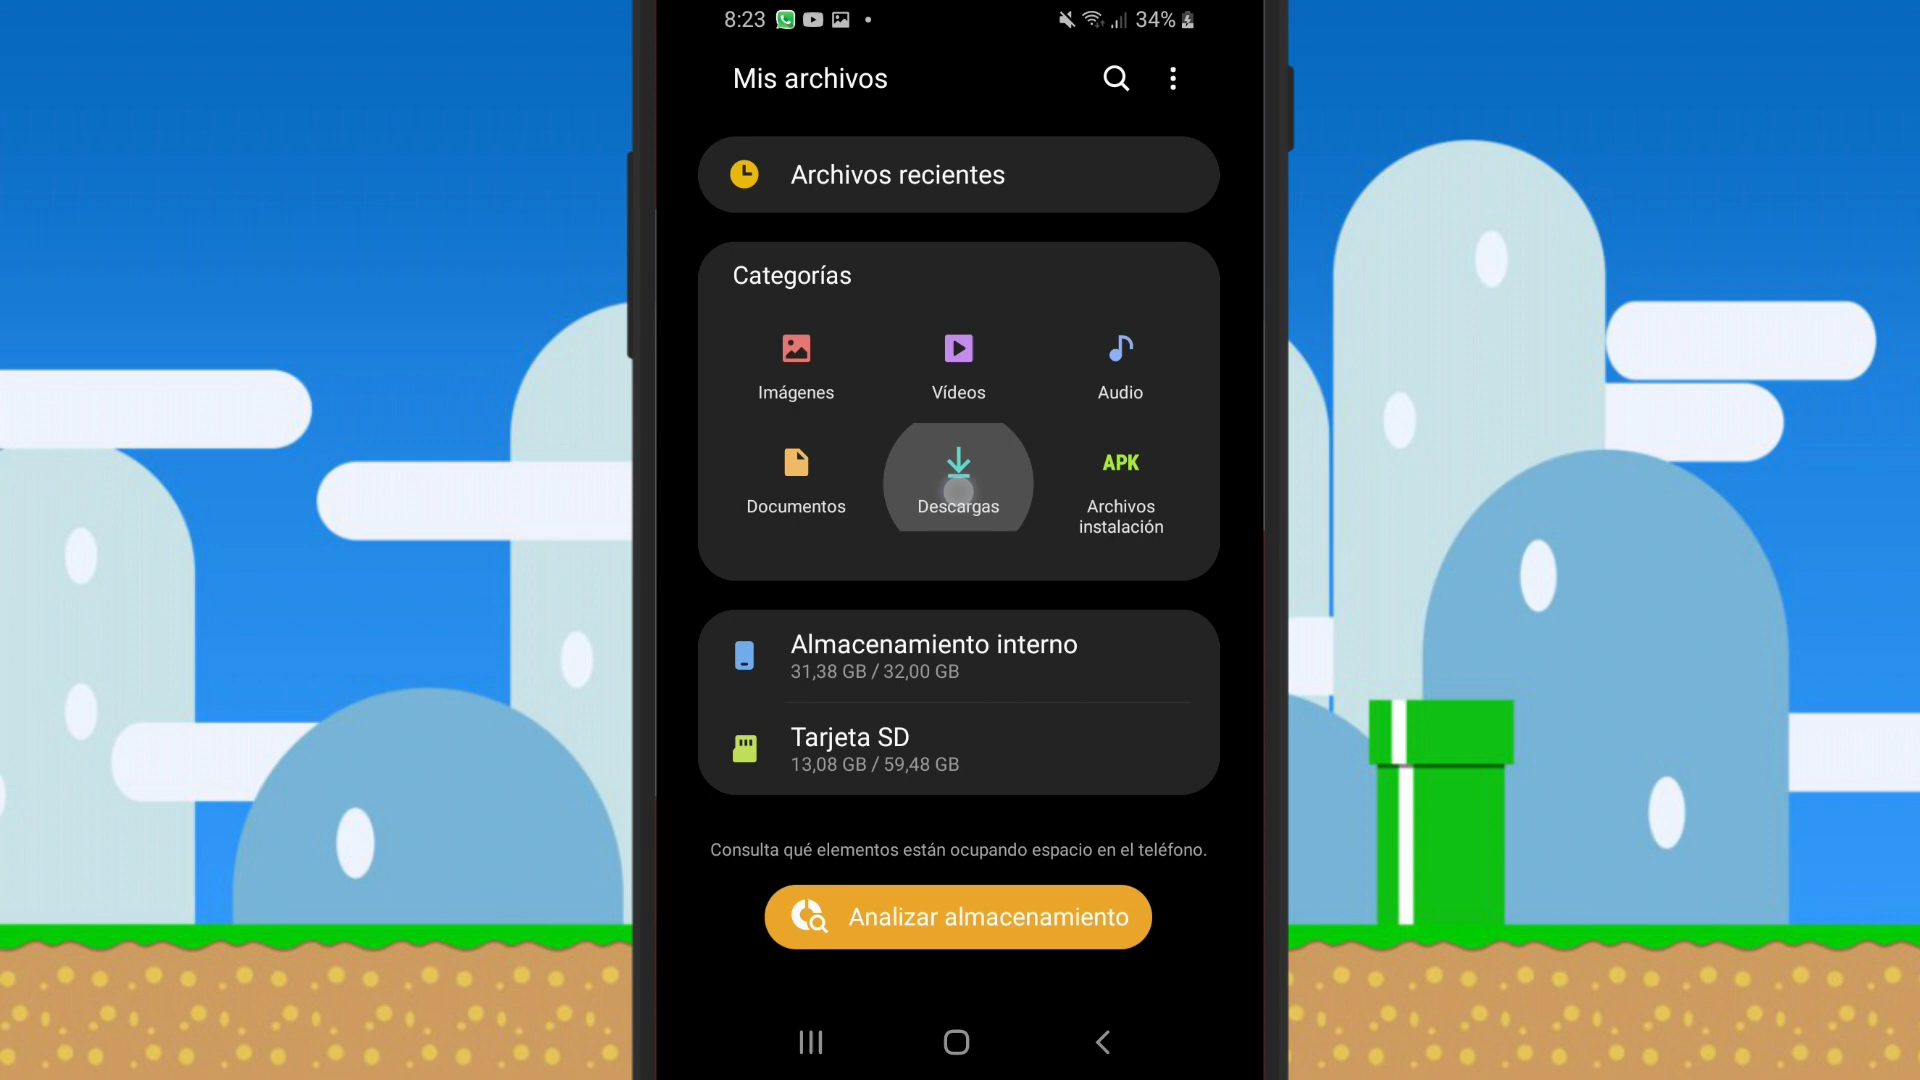 8:23
34%
Mis archivos
Archivos recientes
Categorías
Imágenes
Vídeos
Audio
Documentos
Descargas
APK
Archivos
instalación
Almacenamiento interno
31,38 GB / 32,00 GB
Tarjeta SD
13,08 GB / 59,48 GB
Consulta qué elementos están ocupando espacio en el teléfono.
Analizar almacenamiento